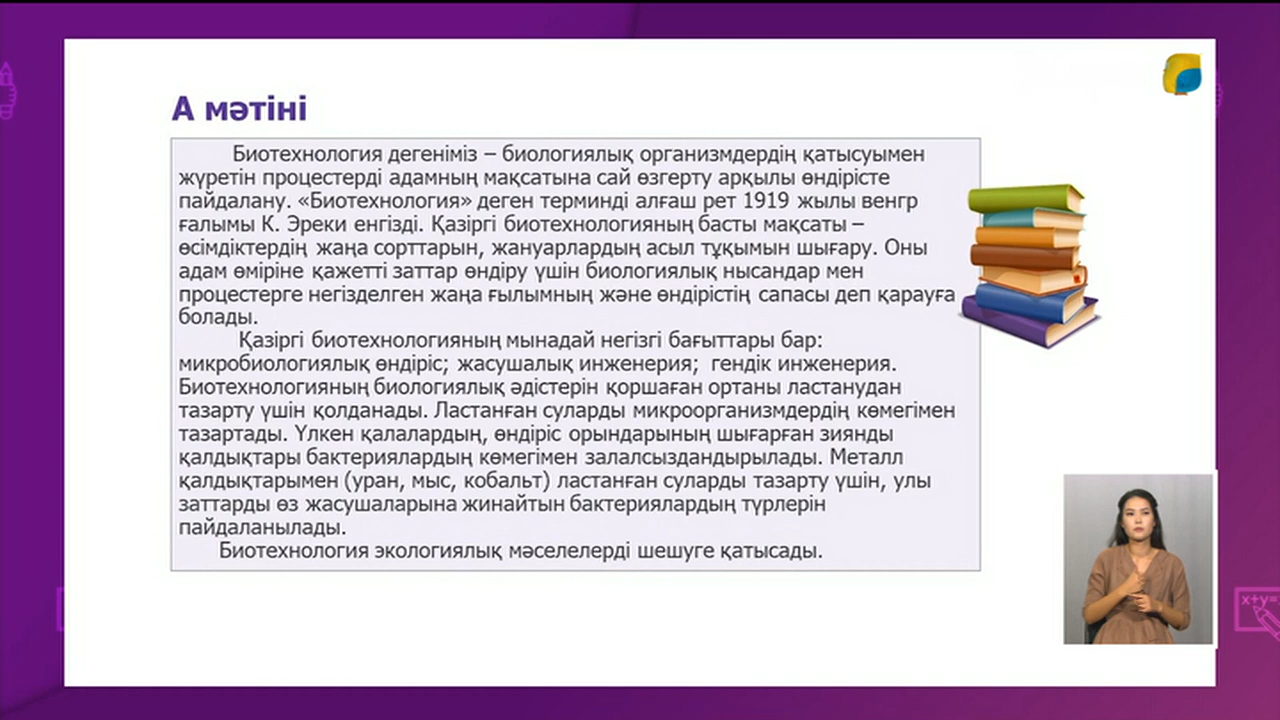 А мәтіні
Биотехнология дегеніміз – биологиялық организмдердің қатысуымен
жүретін процестерді адамның мақсатына сай өзгерту арқылы өндірісте
пайдалану. «Биотехнология» деген терминді алғаш рет 1919 жылы венгр
ғалымы К. Эреки енгізді. Қазіргі биотехнологияның басты мақсаты –
өсімдіктердің жаңа сорттарын, жануарлардың асыл тұқымын шығару. Оны
адам өміріне қажетті заттар өндіру үшін биологиялық нысандар мен
процестерге негізделген жаңа ғылымның және өндірістің сапасы деп қарауға
болады.
Қазіргі биотехнологияның мынадай негізгі бағыттары бар:
микробиологиялық өндіріс; жасушалық инженерия; гендік инженерия.
Биотехнологияның биологиялық әдістерін қоршаған ортаны ластанудан
тазарту үшін қолданады. Ластанған суларды микроорганизмдердің көмегімен
тазартады. Үлкен қалалардың, өндіріс орындарының шығарған зиянды
қалдықтары бактериялардың көмегімен залалсыздандырылады. Металл
қалдықтарымен (уран, мыс, кобальт) ластанған суларды тазарту үшін, улы
заттарды өз жасушаларына жинайтын бактериялардың түрлерін
пайдаланылады.
Биотехнология экологиялық мәселелерді шешуге қатысады.
x+y=